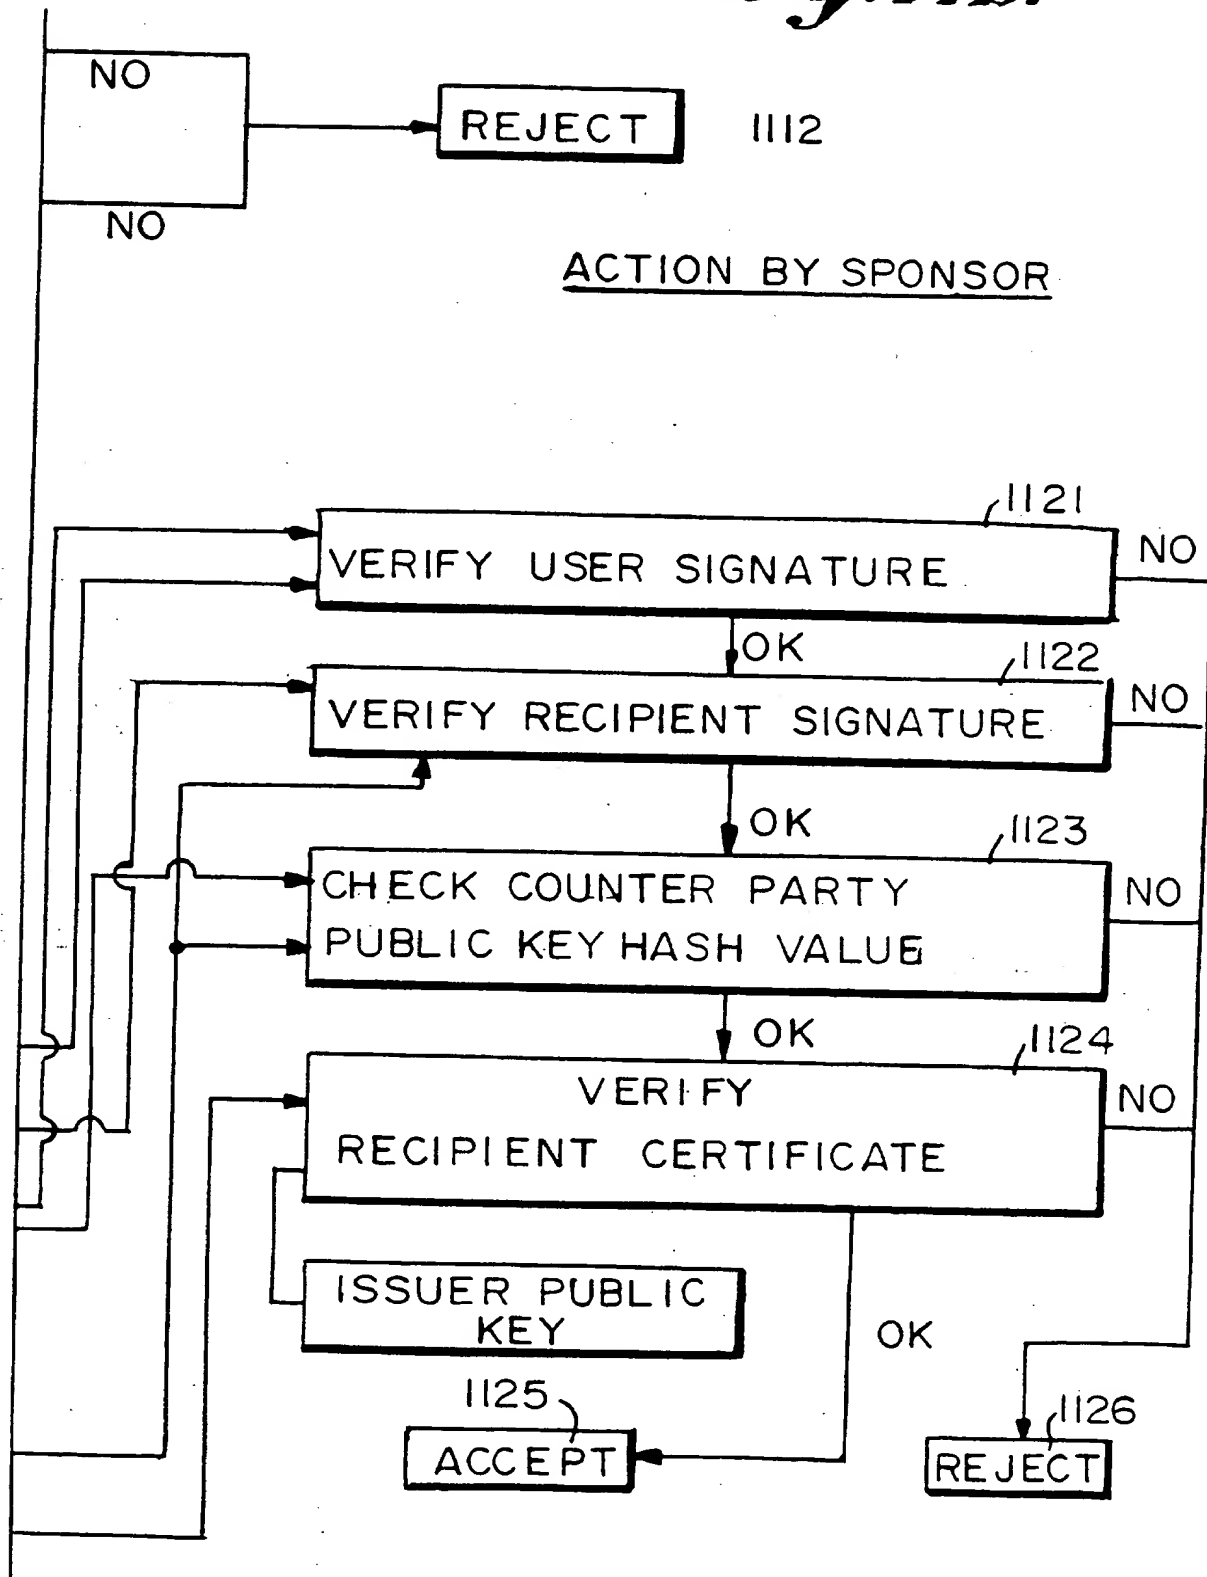 NO
REJECT 1112
NO
ACTION BY SPONSOR
1121
VERIFY USER SIGNATURE
NO
OK
1122
VERIFY RECIPIENT SIGNATURE
NO
OK
1123
CHECK COUNTER PARTY
PUBLIC KEY HASH VALUE
NO
OK
1124
VERIFY
RECIPIENT CERTIFICATE
NO
ISSUER PUBLIC
KEY
OK
1125
ACCEPT
1126
REJECT